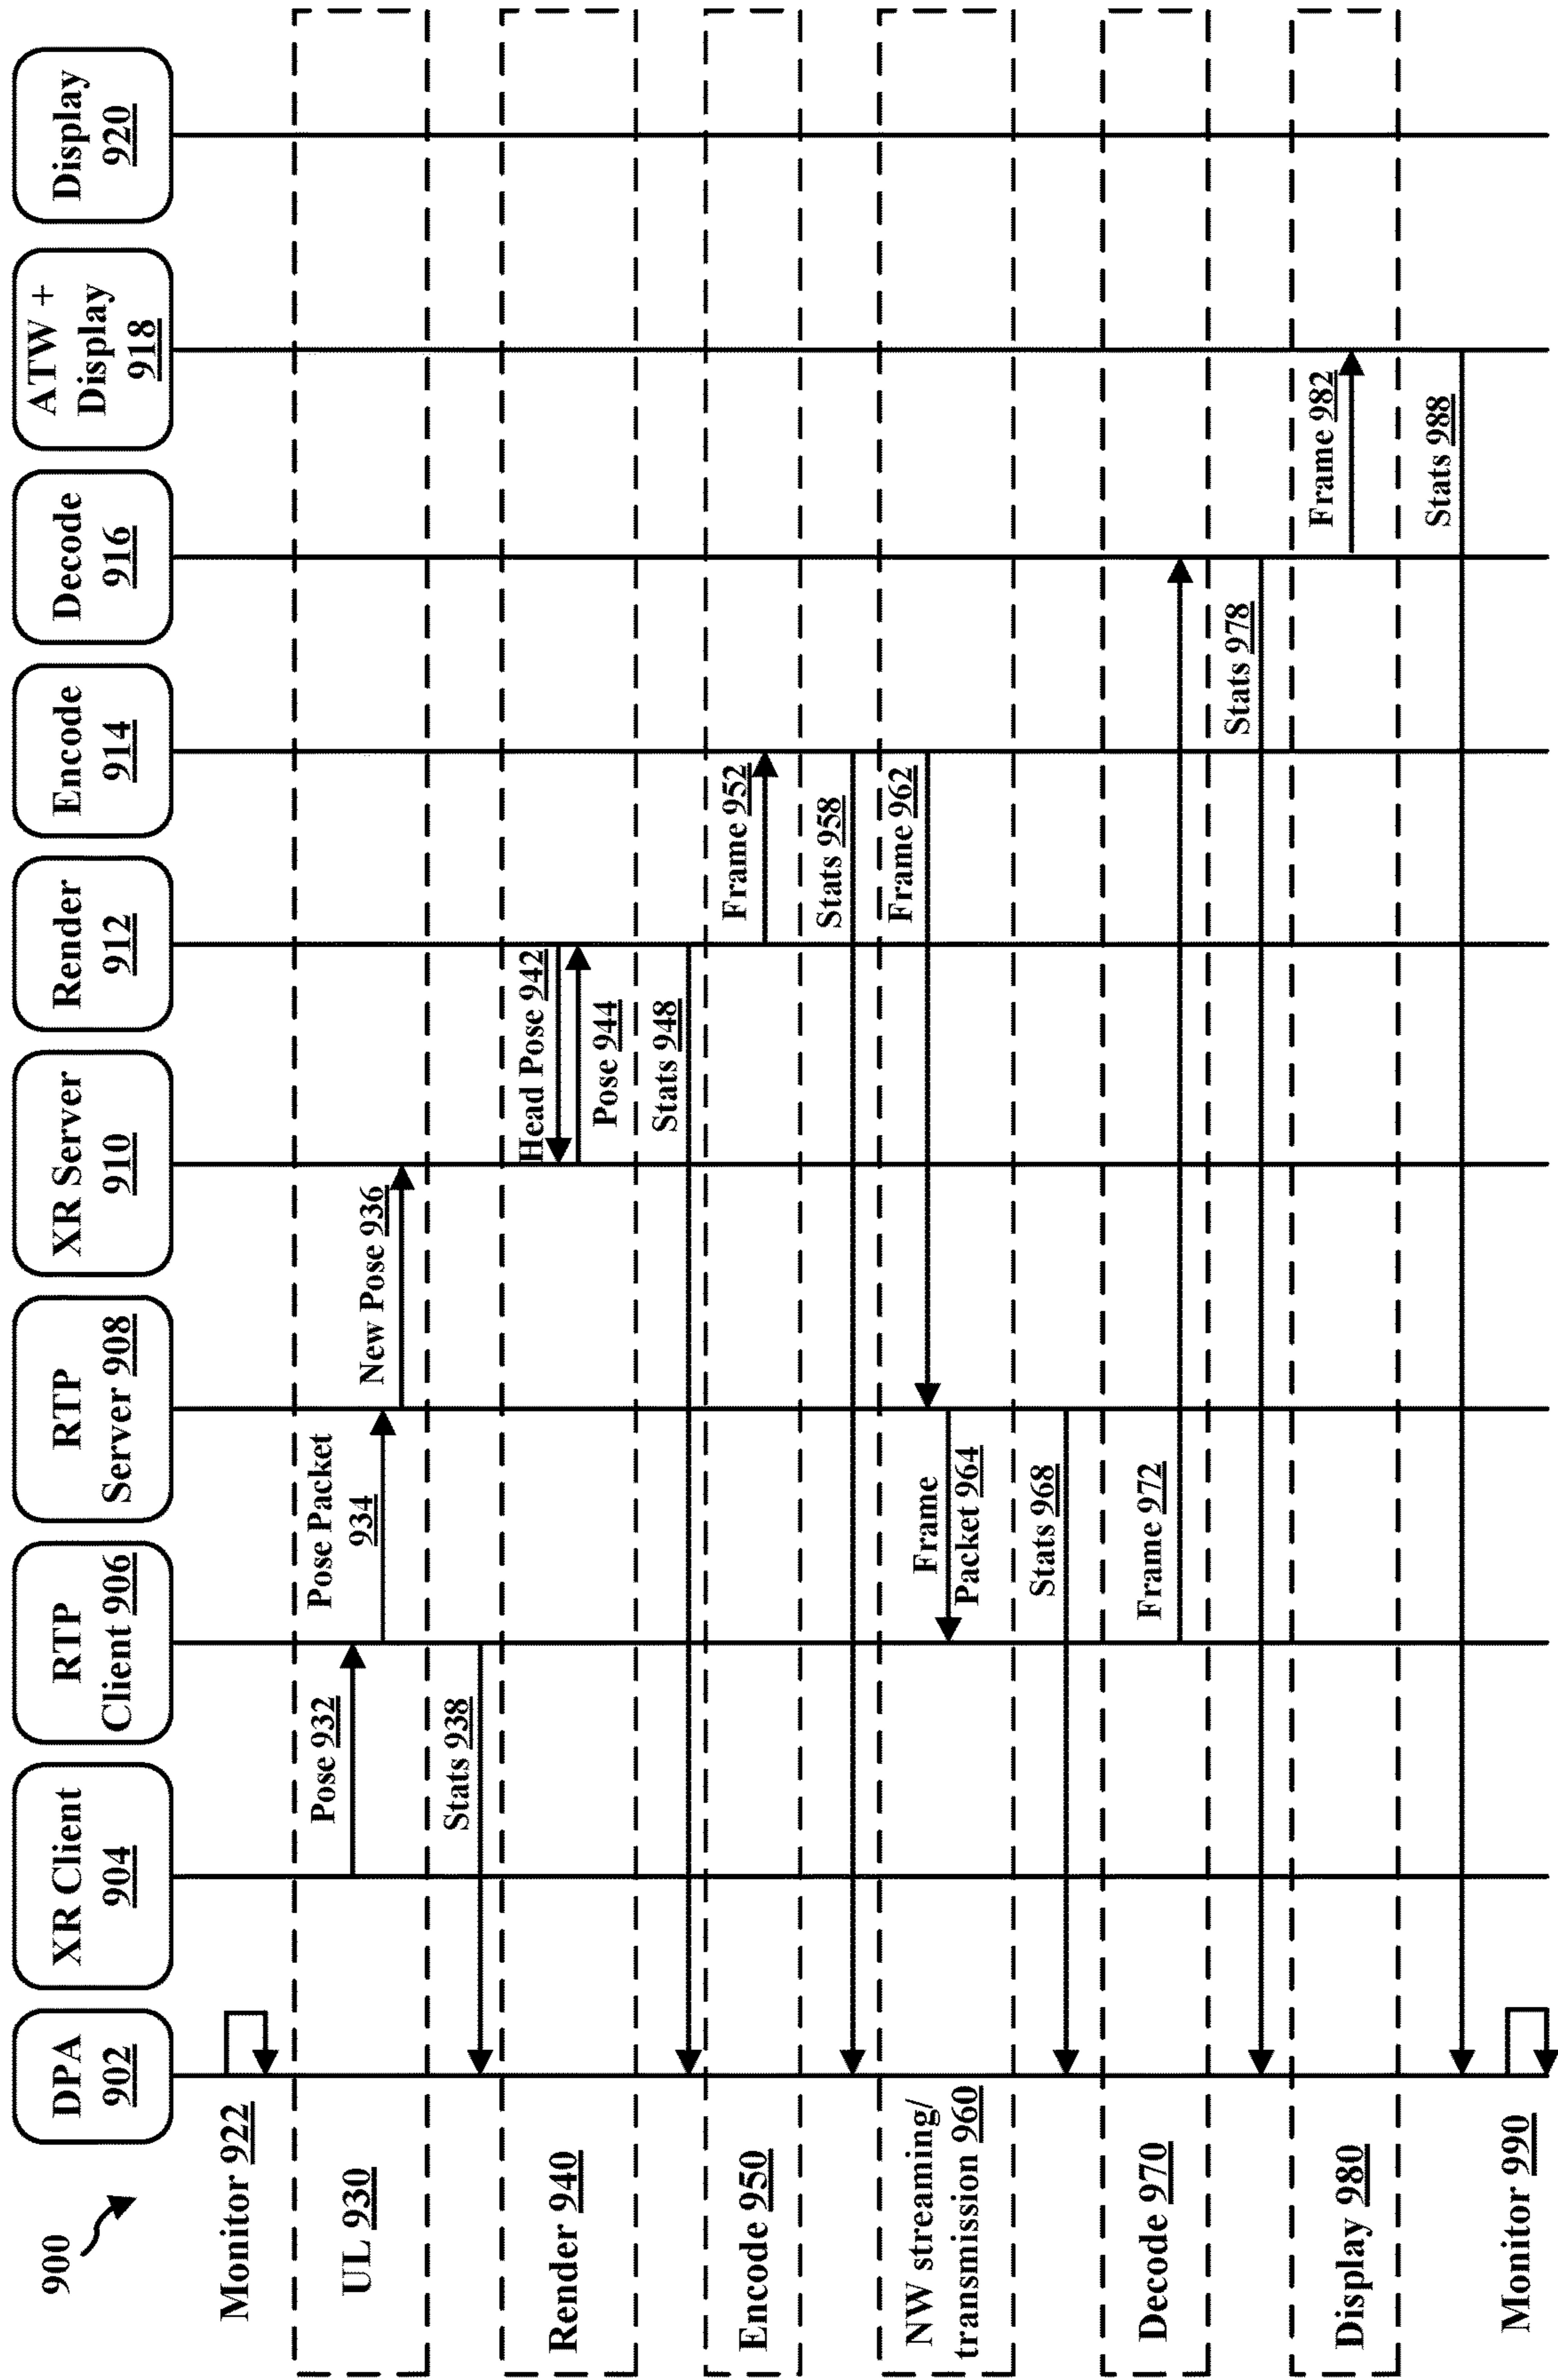 900
DPA
902
XR Client
904
RTP
Client 906
RTP
Server 908
XR Server
910
Render
912
Encode
914
Decode
916
ATW +
Display
918
Display
920
Monitor 922
UL 930
Pose 932
Pose Packet
934
New Pose 936
Stats 938
Render 940
Head Pose 942
Pose 944
Stats 948
Encode 950
Frame 952
Stats 958
NW streaming/
transmission 960
Frame 962
Frame
Packet 964
Stats 968
Decode 970
Frame 972
Stats 978
Display 980
Frame 982
Stats 988
Monitor 990